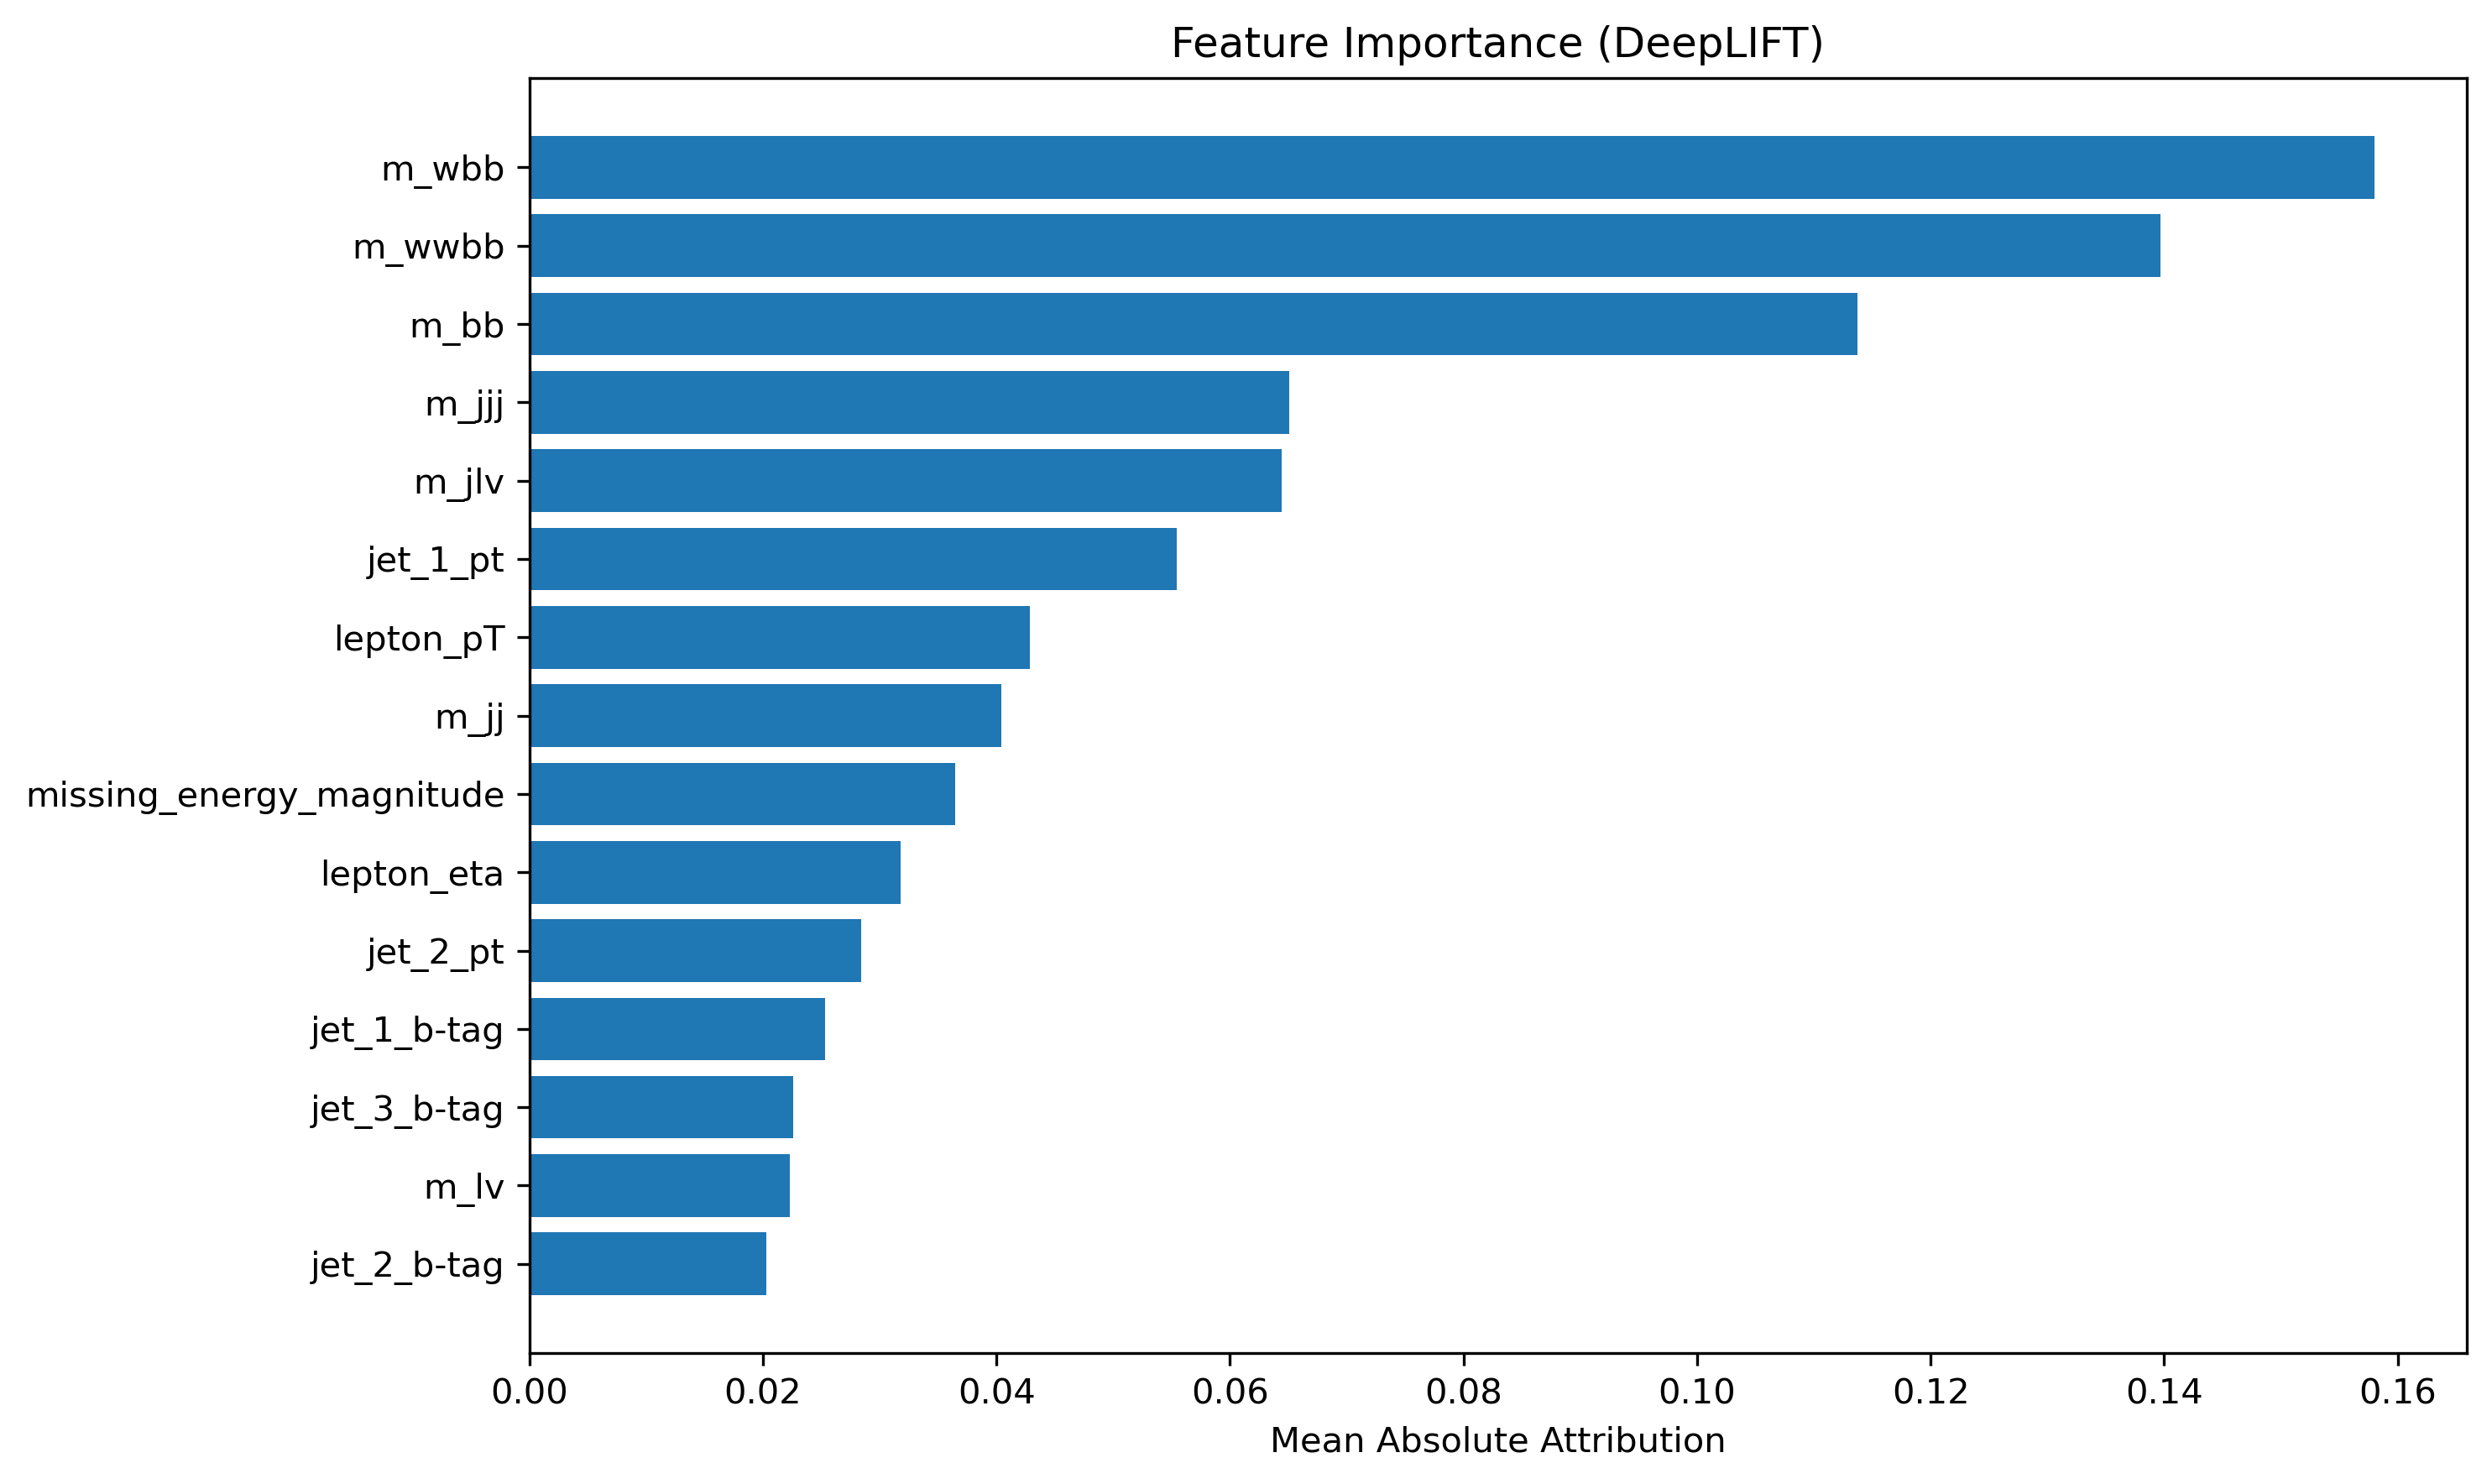 Feature Importance (DeepLIFT)
m_wbb
m_wwbb
m_bb
m_jjj
m_jlv
jet_1_pt
lepton_pT
m_jj
missing_energy_magnitude
lepton_eta
jet_2_pt
jet_1_b-tag
jet_3_b-tag
m_lv
jet_2_b-tag
0.00 0.02 0.04 0.06 0.08 0.10 0.12 0.14 0.16
Mean Absolute Attribution